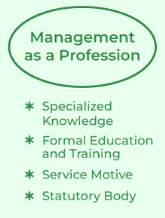 Management
as a Profession
* Specialized
Knowledge
* Formal Education
and Training
* Service Motive
* Statutory Body